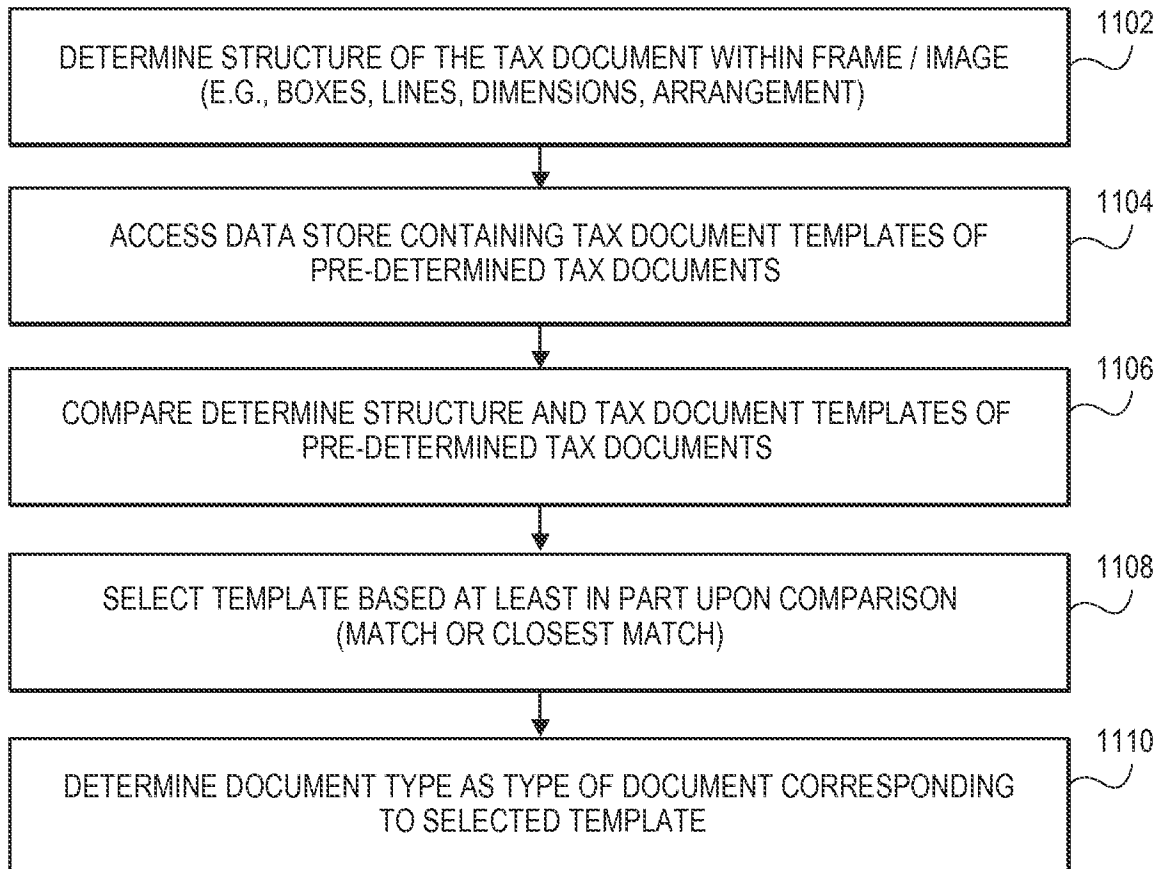 1102
DETERMINE STRUCTURE OF THE TAX DOCUMENT WITHIN FRAME / IMAGE
(E.G., BOXES, LINES, DIMENSIONS, ARRANGEMENT)
1104
ACCESS DATA STORE CONTAINING TAX DOCUMENT TEMPLATES OF
PRE-DETERMINED TAX DOCUMENTS
1106
COMPARE DETERMINE STRUCTURE AND TAX DOCUMENT TEMPLATES OF
PRE-DETERMINED TAX DOCUMENTS
1108
SELECT TEMPLATE BASED AT LEAST IN PART UPON COMPARISON
(MATCH OR CLOSEST MATCH)
1110
DETERMINE DOCUMENT TYPE AS TYPE OF DOCUMENT CORRESPONDING
TO SELECTED TEMPLATE